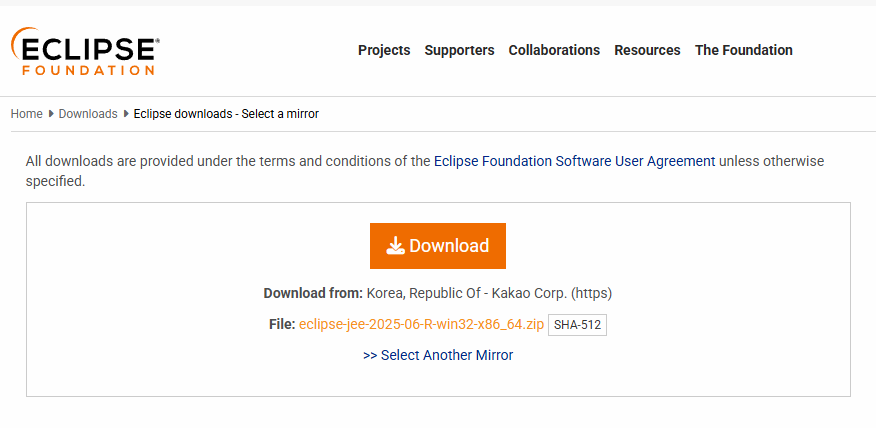 ECLIPSE®
FOUNDATION
Projects Supporters Collaborations Resources The Foundation
Home Downloads Eclipse downloads - Select a mirror
All downloads are provided under the terms and conditions of the Eclipse Foundation Software User Agreement unless otherwise
specified.
Download
Download from: Korea, Republic Of - Kakao Corp. (https)
File: eclipse-jee-2025-06-R-win32-x86_64.zip SHA-512
>> Select Another Mirror